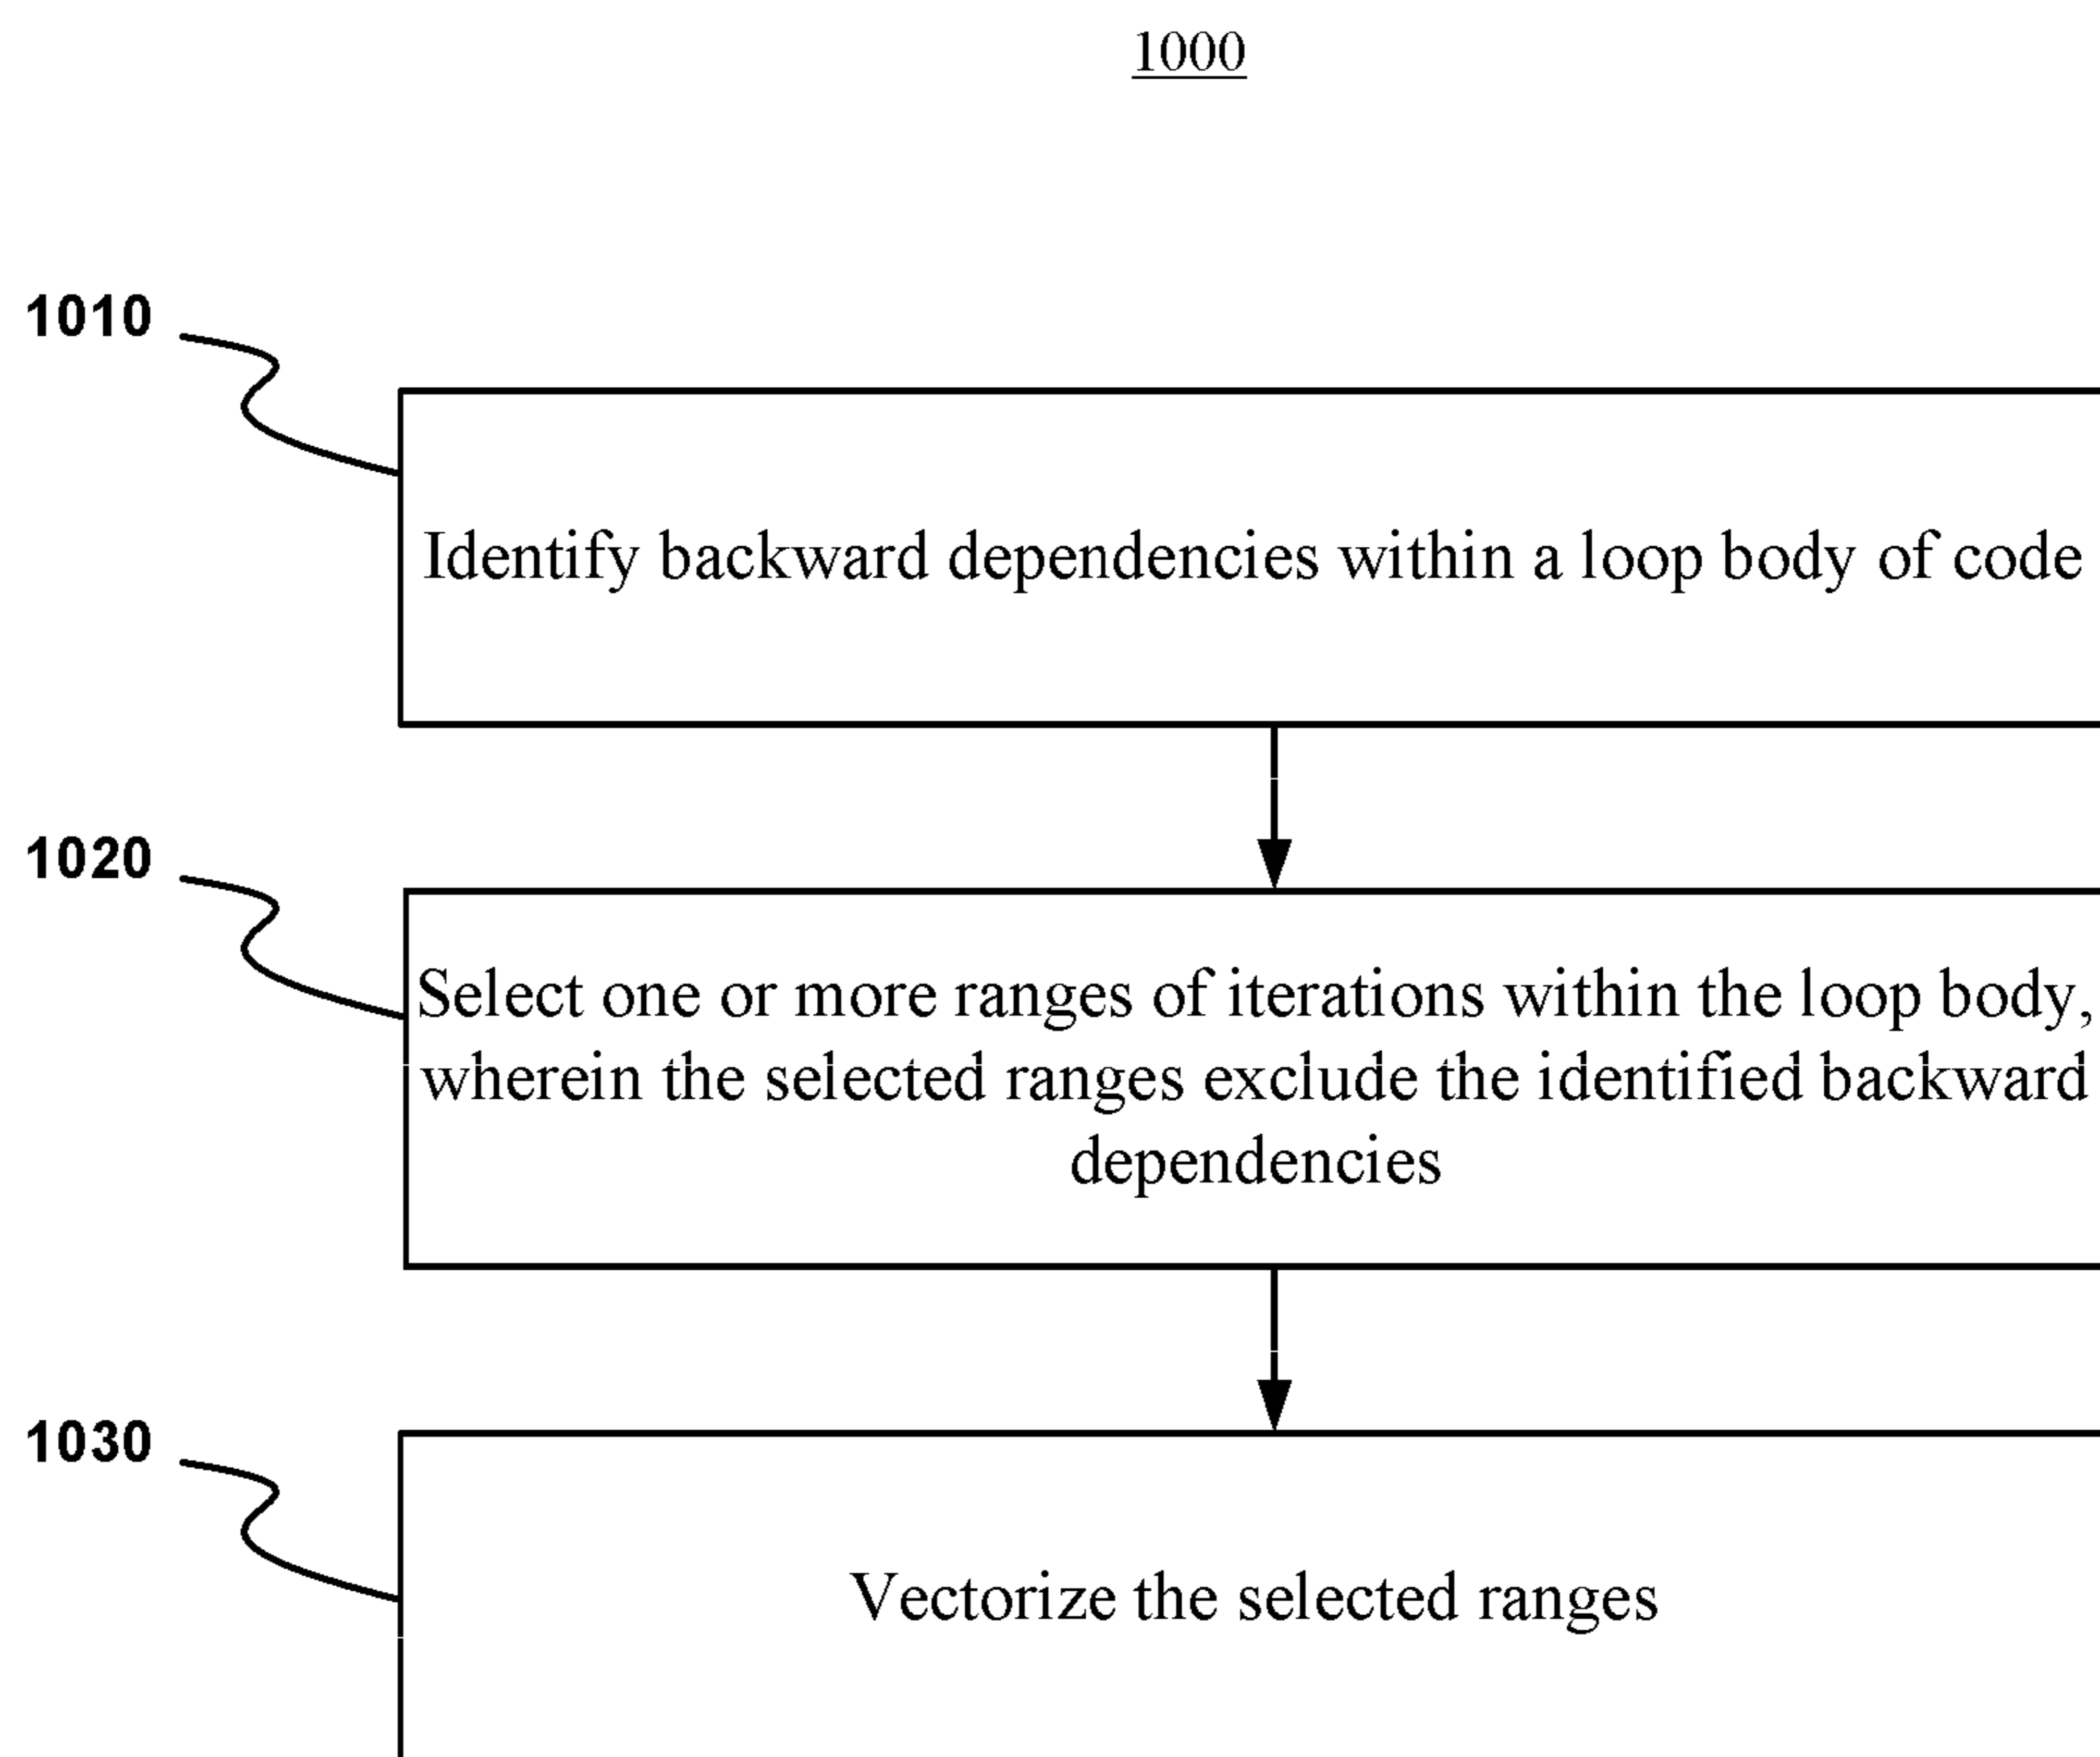 1000
1010
Identify backward dependencies within a loop body of code
1020
Select one or more ranges of iterations within the loop body,
wherein the selected ranges exclude the identified backward
dependencies
1030
Vectorize the selected ranges